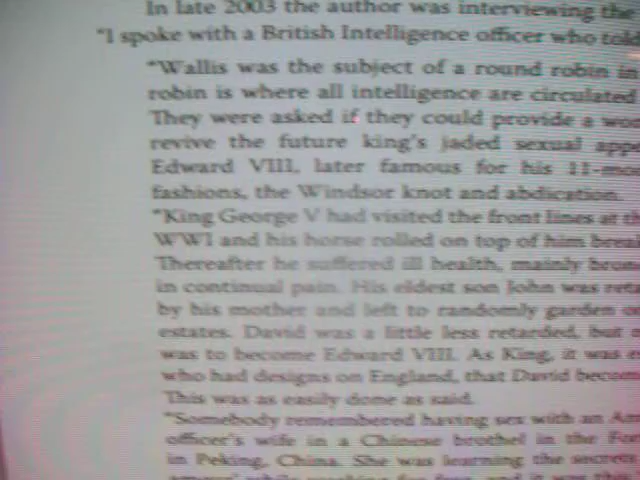 In late 2003 the author was interviewing the
"I spoke with a British Intelligence officer who told
"Wallis was the subject of a round robin in
robin is where all intelligence are circulated
They were asked if they could provide a
revive the future king's jaded sexual
Edward VIII, later famous for his 11-
fashions, the Windsor knot and abdication.
"King George V had visited the front lines at
WWI and his horse rolled on top of him
Thereafter he suffered ill health, mainly
in continual pain. His eldest son John was
by his mother and left to randomly garden
estates. David was a little less retarded, but
was to become Edward VIII. As King, it was
who had designs on England, that David
This was as easily done as said.
"Somebody remembered having sex with an
officer's wife in a Chinese brothel in the
in Peking, China. She was learning the secrets